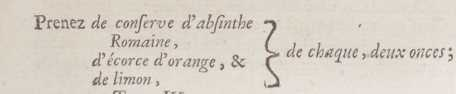 Prenez de conſerve d'abſinthe
Romaine,
d'écorce d'orange, &
de limon,
de chaque, deux onces;